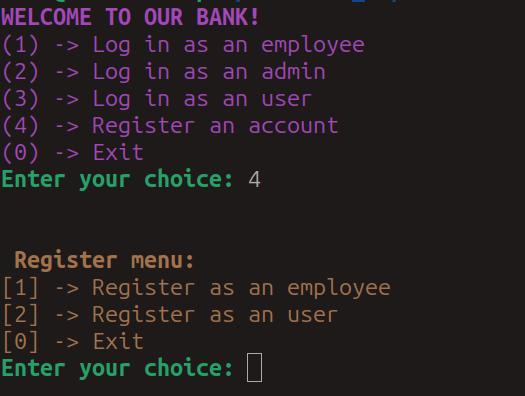 WELCOME TO OUR BANK!
(1) -> Log in as an employee
(2) -> Log in as an admin
(3) -> Log in as an user
(4) -> Register an account
(0) -> Exit
Enter your choice: 4
Register menu:
[1] -> Register as an employee
[2] -> Register as an user
[0] -> Exit
Enter your choice: